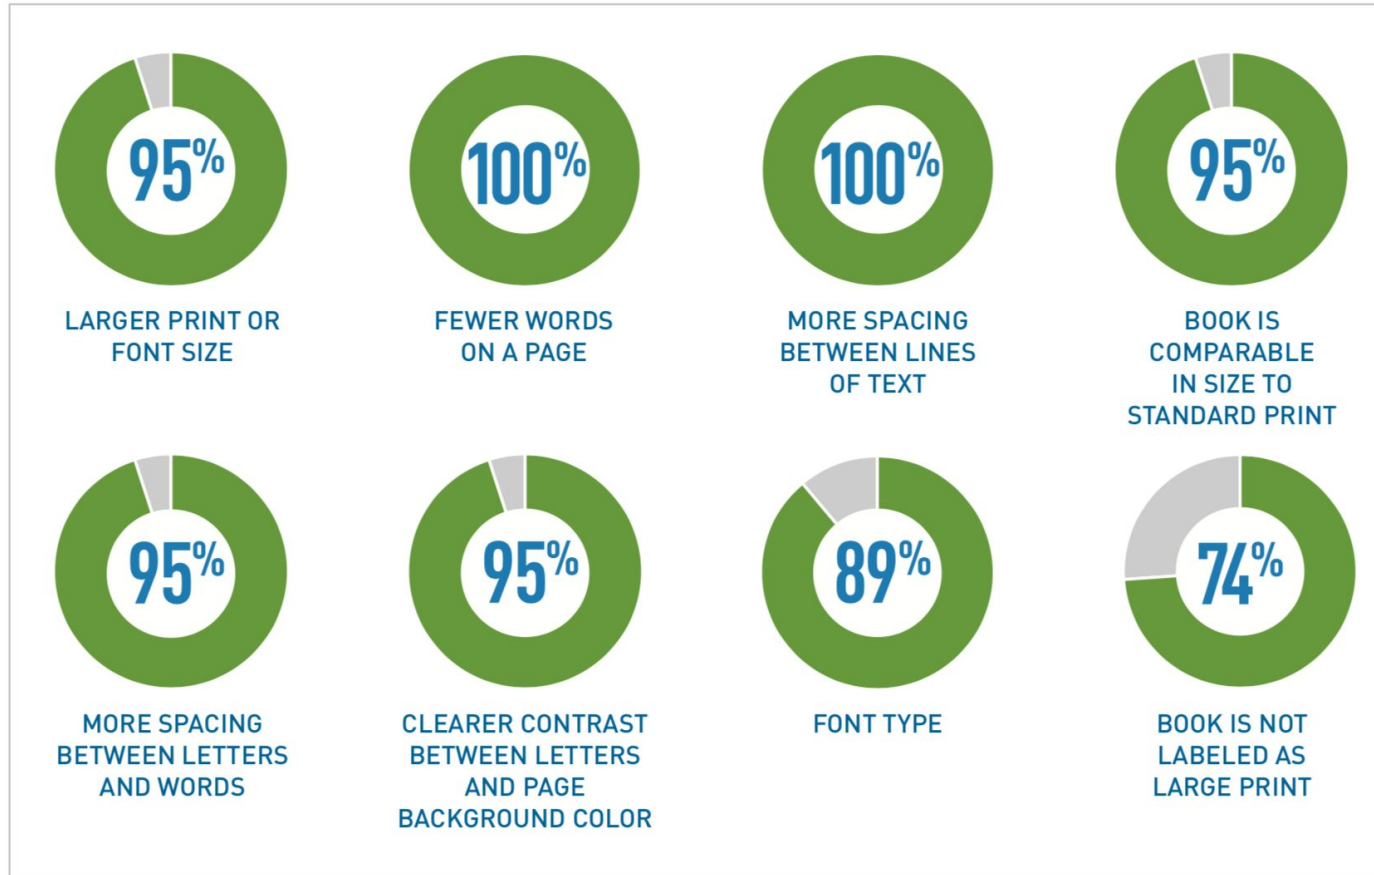 95%
LARGER PRINT OR
FONT SIZE
100%
FEWER WORDS
ON A PAGE
100%
MORE SPACING
BETWEEN LINES
OF TEXT
95%
BOOK IS
COMPARABLE
IN SIZE TO
STANDARD PRINT
95%
MORE SPACING
BETWEEN LETTERS
AND WORDS
95%
CLEARER CONTRAST
BETWEEN LETTERS
AND PAGE
BACKGROUND COLOR
89%
FONT TYPE
74%
BOOK IS NOT
LABELED AS
LARGE PRINT